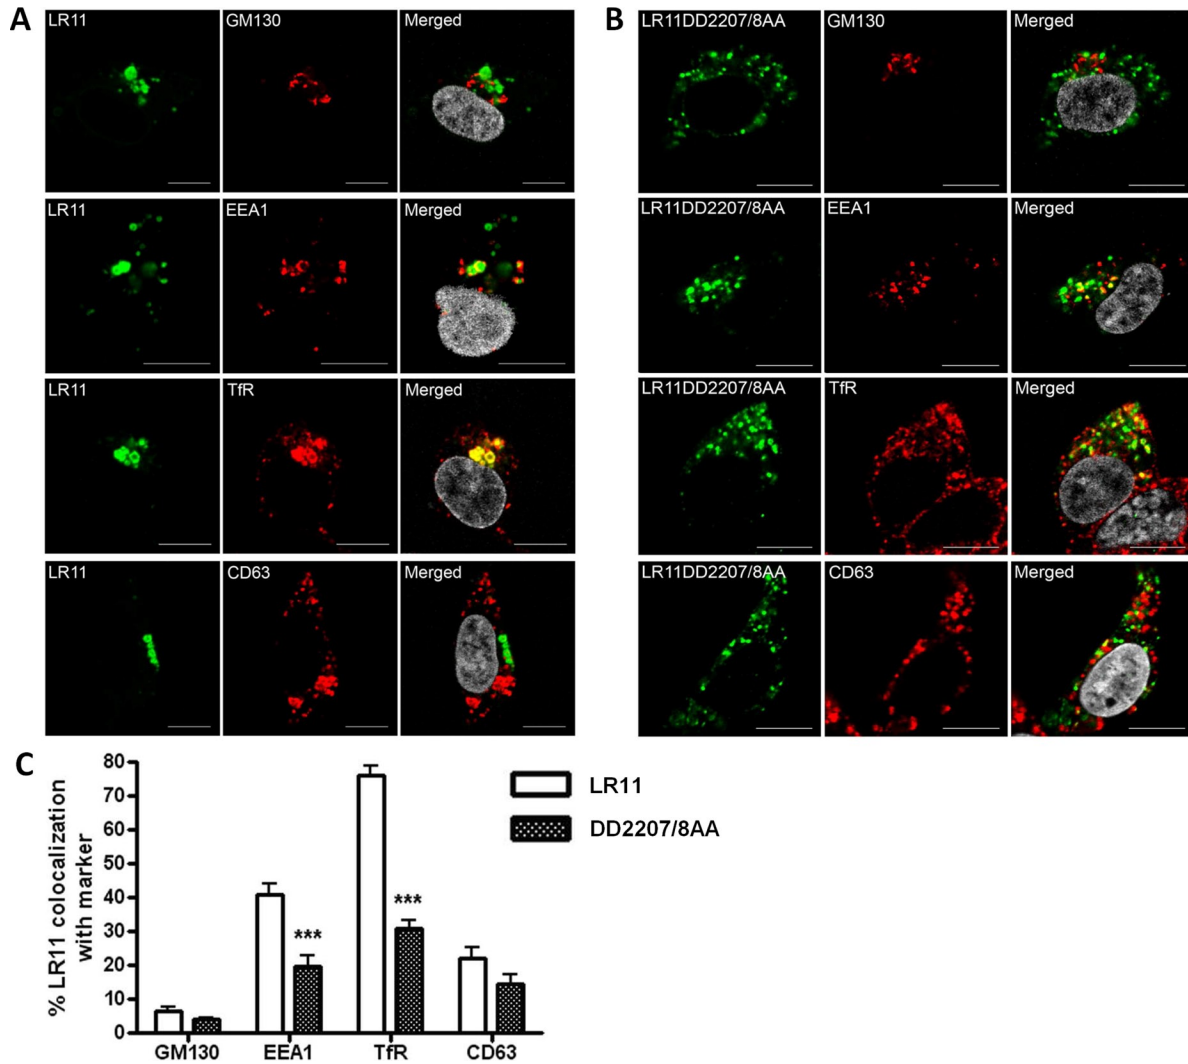 A
LR11 GM130 Merged
LR11 EEA1 Merged
LR11 TfR Merged
LR11 CD63 Merged
B
LR11DD2207/8AA GM130 Merged
LR11DD2207/8AA EEA1 Merged
LR11DD2207/8AA TfR Merged
LR11DD2207/8AA CD63 Merged
C
% LR11 colocalization
with marker
80
70
60
50
40
30
20
10
0
***
***
GM130 EEA1 TfR CD63
LR11
DD2207/8AA